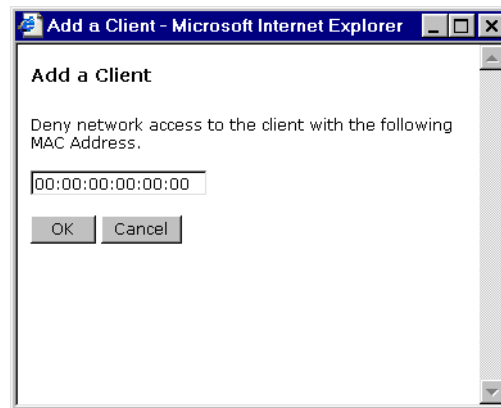 Add a Client - Microsoft Internet Explorer
Add a Client
Deny network access to the client with the following
MAC Address.
00:00:00:00:00:00
OK Cancel